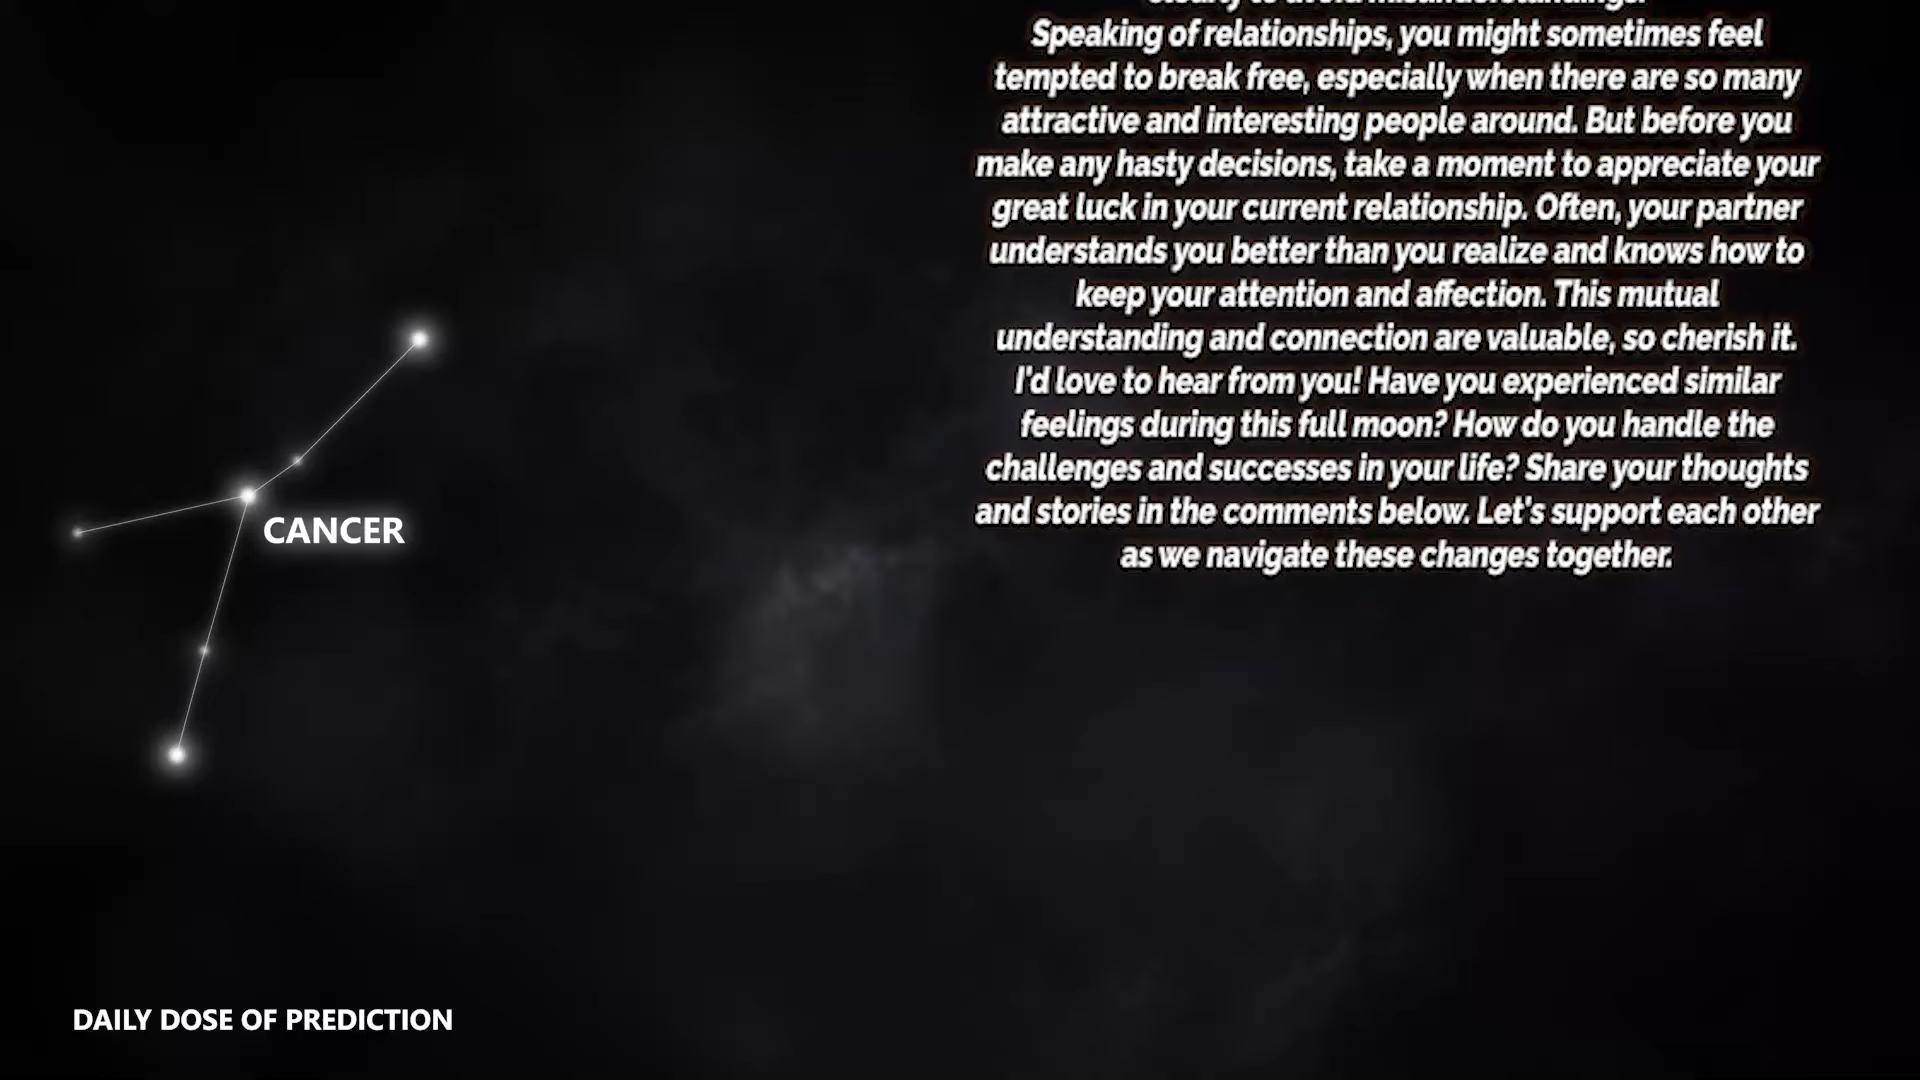 clearly to avoid misunderstandings.
Speaking of relationships, you might sometimes feel
tempted to break free, especially when there are so many
attractive and interesting people around. But before you
make any hasty decisions, take a moment to appreciate your
great luck in your current relationship. Often, your partner
understands you better than you realize and knows how to
keep your attention and affection. This mutual
understanding and connection are valuable, so cherish it.
I'd love to hear from you! Have you experienced similar
feelings during this full moon? How do you handle the
challenges and successes in your life? Share your thoughts
and stories in the comments below. Let's support each other
as we navigate these changes together.
CANCER
DAILY DOSE OF PREDICTION